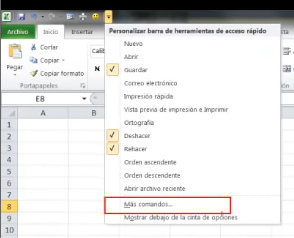 Archivo Inicio Insertar
Personalizar barra de herramientas de acceso rápido
Nuevo
Abrir
Guardar
Correo electrónico
Impresión rápida
Vista previa de impresión e Imprimir
Ortografía
Deshacer
Rehacer
Orden ascendente
Orden descendente
Abrir archivo reciente
Más comandos...
Mostrar debajo de la cinta de opciones
Pegar
Cortar
Copiar
Copiar formato
Portapapeles
Calib
N
E8
A B
1
2
3
4
5
6
7
8
9
10